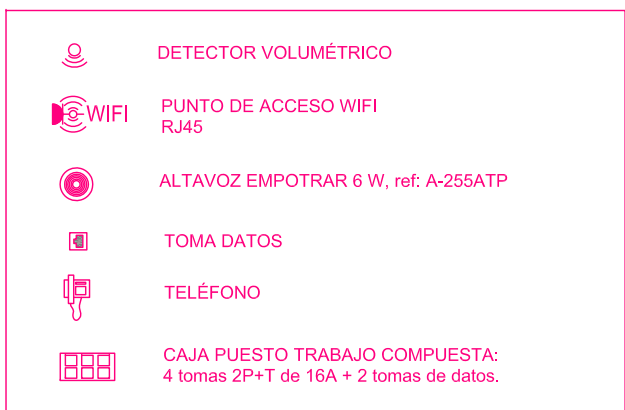 DETECTOR VOLUMÉTRICO
WIFI
PUNTO DE ACCESO WIFI
RJ45
ALTAVOZ EMPOTRAR 6 W, ref: A-255ATP
TOMA DATOS
TELÉFONO
CAJA PUESTO TRABAJO COMPUESTA:
4 tomas 2P+T de 16A + 2 tomas de datos.